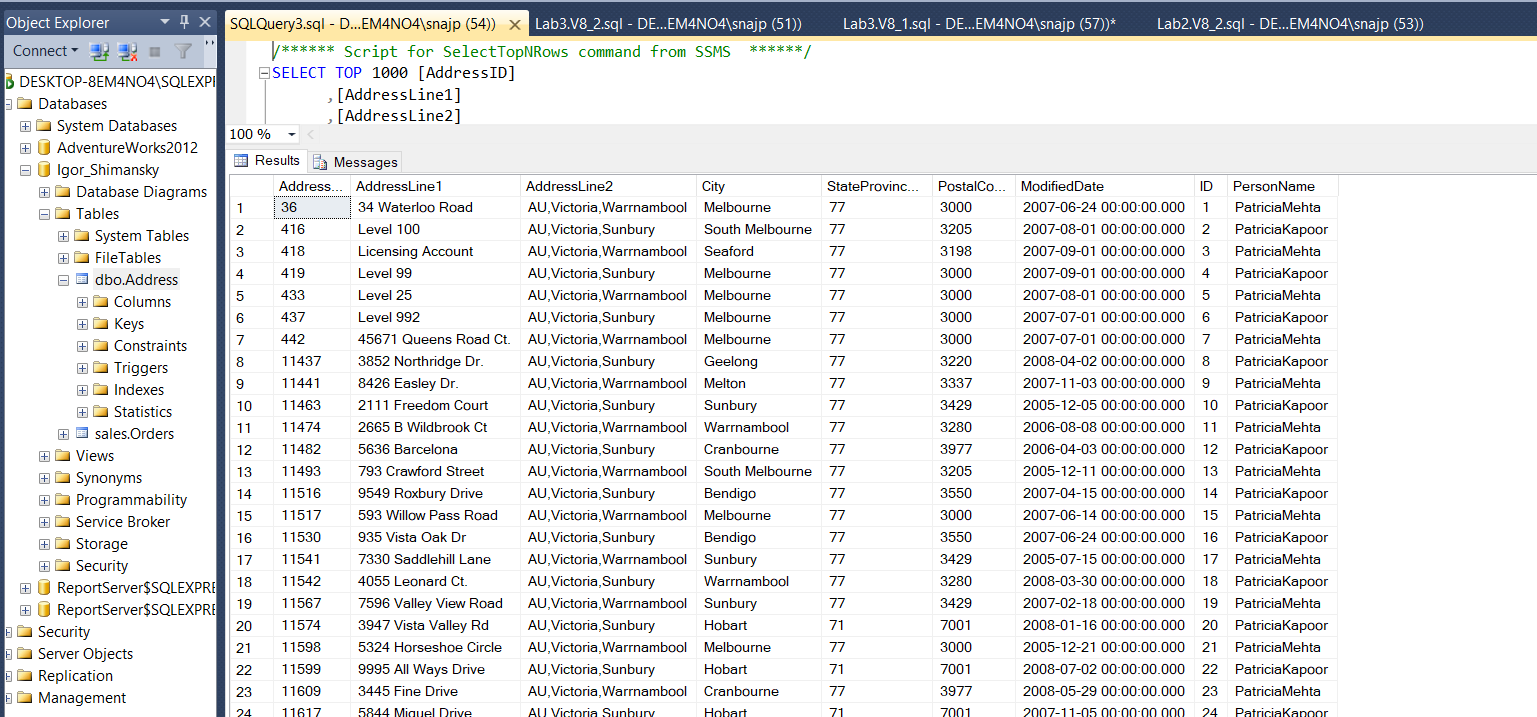 Object Explorer
Connect
DESKTOP-8EM4NO4\SQLEXPI
Databases
System Databases
AdventureWorks2012
Igor_Shimansky
Database Diagrams
Tables
System Tables
FileTables
dbo.Address
Columns
Keys
Constraints
Triggers
Indexes
Statistics
sales.Orders
Views
Synonyms
Programmability
Service Broker
Storage
Security
ReportServer$SQLEXPRE
ReportServer$SQLEXPRE
Security
Server Objects
Replication
Management
SQLQuery3.sql - D...EM4NO4\snajp (54)) Lab3.V8_2.sql - DE...EM4NO4\snajp (51)) Lab3.V8_1.sql - DE...EM4NO4\snajp (57))* Lab2.V8_2.sql - DE...EM4NO4\snajp (53))
/****** Script for SelectTopNRows command from SSMS ******/
SELECT TOP 1000 [AddressID]
,[AddressLine1]
,[AddressLine2]
100 %
Results Messages
Address... AddressLine1 AddressLine2 City StateProvinc... PostalCo... ModifiedDate ID PersonName
1 36 34 Waterloo Road AU,Victoria,Warrnambool Melbourne 77 3000 2007-06-24 00:00:00.000 1 PatriciaMehta
2 416 Level 100 AU,Victoria,Sunbury South Melbourne 77 3205 2007-08-01 00:00:00.000 2 PatriciaKapoor
3 418 Licensing Account AU,Victoria,Warrnambool Seaford 77 3198 2007-09-01 00:00:00.000 3 PatriciaMehta
4 419 Level 99 AU,Victoria,Sunbury Melbourne 77 3000 2007-09-01 00:00:00.000 4 PatriciaKapoor
5 433 Level 25 AU,Victoria,Warrnambool Melbourne 77 3000 2007-08-01 00:00:00.000 5 PatriciaMehta
6 437 Level 992 AU,Victoria,Sunbury Melbourne 77 3000 2007-07-01 00:00:00.000 6 PatriciaKapoor
7 442 45671 Queens Road Ct. AU,Victoria,Warrnambool Melbourne 77 3000 2007-07-01 00:00:00.000 7 PatriciaMehta
8 11437 3852 Northridge Dr. AU,Victoria,Sunbury Geelong 77 3220 2008-04-02 00:00:00.000 8 PatriciaKapoor
9 11441 8426 Easley Dr. AU,Victoria,Warrnambool Melton 77 3337 2007-11-03 00:00:00.000 9 PatriciaMehta
10 11463 2111 Freedom Court AU,Victoria,Sunbury Sunbury 77 3429 2005-12-05 00:00:00.000 10 PatriciaKapoor
11 11474 2665 B Wildbrook Ct AU,Victoria,Warrnambool Warrnambool 77 3280 2006-08-08 00:00:00.000 11 PatriciaMehta
12 11482 5636 Barcelona AU,Victoria,Sunbury Cranbourne 77 3977 2006-04-03 00:00:00.000 12 PatriciaKapoor
13 11493 793 Crawford Street AU,Victoria,Warrnambool South Melbourne 77 3205 2005-12-11 00:00:00.000 13 PatriciaMehta
14 11516 9549 Roxbury Drive AU,Victoria,Sunbury Bendigo 77 3550 2007-04-15 00:00:00.000 14 PatriciaKapoor
15 11517 593 Willow Pass Road AU,Victoria,Warrnambool Melbourne 77 3000 2007-06-14 00:00:00.000 15 PatriciaMehta
16 11530 935 Vista Oak Dr AU,Victoria,Sunbury Bendigo 77 3550 2007-06-24 00:00:00.000 16 PatriciaKapoor
17 11541 7330 Saddlehill Lane AU,Victoria,Warrnambool Sunbury 77 3429 2005-07-15 00:00:00.000 17 PatriciaMehta
18 11542 4055 Leonard Ct. AU,Victoria,Sunbury Warrnambool 77 3280 2008-03-30 00:00:00.000 18 PatriciaKapoor
19 11567 7596 Valley View Road AU,Victoria,Warrnambool Sunbury 77 3429 2007-02-18 00:00:00.000 19 PatriciaMehta
20 11574 3947 Vista Valley Rd AU,Victoria,Sunbury Hobart 71 7001 2008-01-16 00:00:00.000 20 PatriciaKapoor
21 11598 5324 Horseshoe Circle AU,Victoria,Warrnambool Melbourne 77 3000 2005-12-21 00:00:00.000 21 PatriciaMehta
22 11599 9995 All Ways Drive AU,Victoria,Sunbury Hobart 71 7001 2008-07-02 00:00:00.000 22 PatriciaKapoor
23 11609 3445 Fine Drive AU,Victoria,Warrnambool Cranbourne 77 3977 2008-05-29 00:00:00.000 23 PatriciaMehta
24 11617 5844 Miguel Drive AU,Victoria,Sunbury Hobart 71 7001 2007-11-05 00:00:00.000 24 PatriciaKapoor